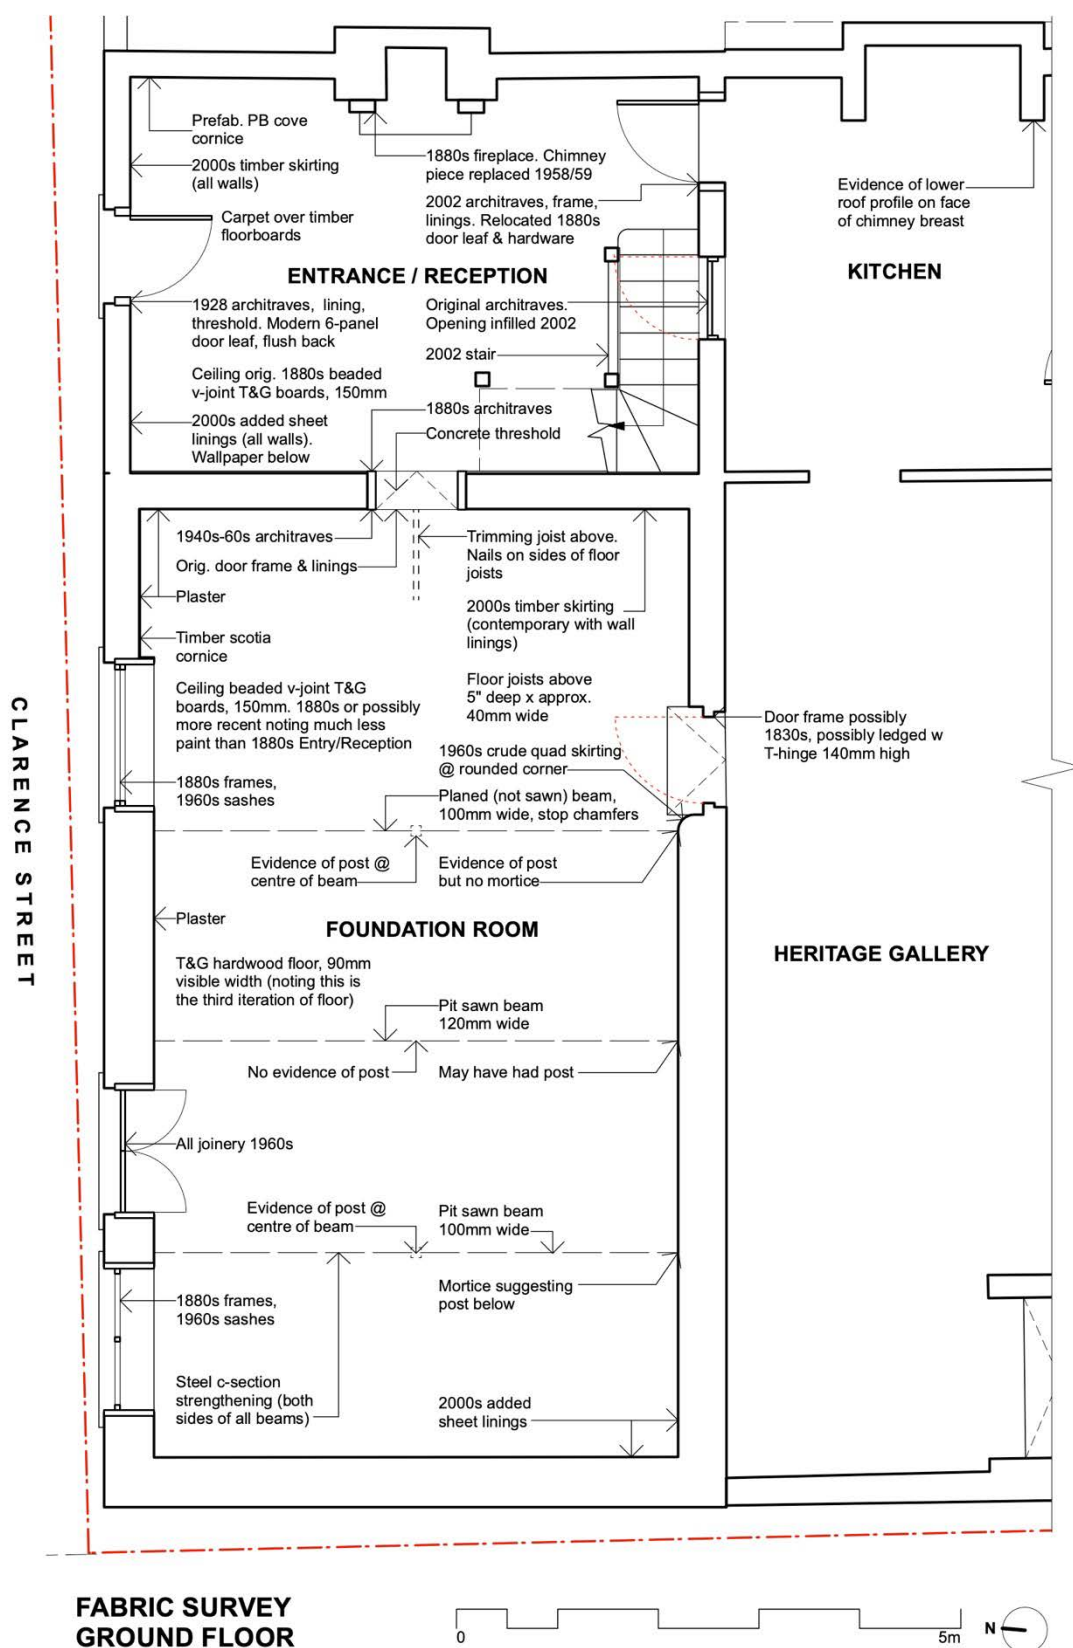 Prefab. PB cove
cornice
2000s timber skirting
(all walls)
Carpet over timber
floorboards
1880s fireplace. Chimney
piece replaced 1958/59
2002 architraves, frame,
linings. Relocated 1880s
door leaf & hardware
Evidence of lower
roof profile on face
of chimney breast
ENTRANCE / RECEPTION
KITCHEN
1928 architraves, lining,
threshold. Modern 6-panel
door leaf, flush back
Original architraves.
Opening infilled 2002
2002 stair
Ceiling orig. 1880s beaded
v-joint T&G boards, 150mm
1880s architraves
2000s added sheet
linings (all walls).
Wallpaper below
Concrete threshold
1940s-60s architraves
Orig. door frame & linings
Trimming joist above.
Nails on sides of floor
joists
Plaster
2000s timber skirting
(contemporary with wall
linings)
Timber scotia
cornice
Ceiling beaded v-joint T&G
boards, 150mm. 1880s or possibly
more recent noting much less
paint than 1880s Entry/Reception
Floor joists above
5" deep x approx.
40mm wide
Door frame possibly
1830s, possibly ledged w
T-hinge 140mm high
1960s crude quad skirting
@ rounded corner
1880s frames,
1960s sashes
Planed (not sawn) beam,
100mm wide, stop chamfers
Evidence of post @
centre of beam
Evidence of post
but no mortice
CLARENCE STREET
Plaster
FOUNDATION ROOM
HERITAGE GALLERY
T&G hardwood floor, 90mm
visible width (noting this is
the third iteration of floor)
Pit sawn beam
120mm wide
No evidence of post
May have had post
All joinery 1960s
Evidence of post @
centre of beam
Pit sawn beam
100mm wide
1880s frames,
1960s sashes
Mortice suggesting
post below
Steel c-section
strengthening (both
sides of all beams)
2000s added
sheet linings
FABRIC SURVEY
GROUND FLOOR
0
5m
N